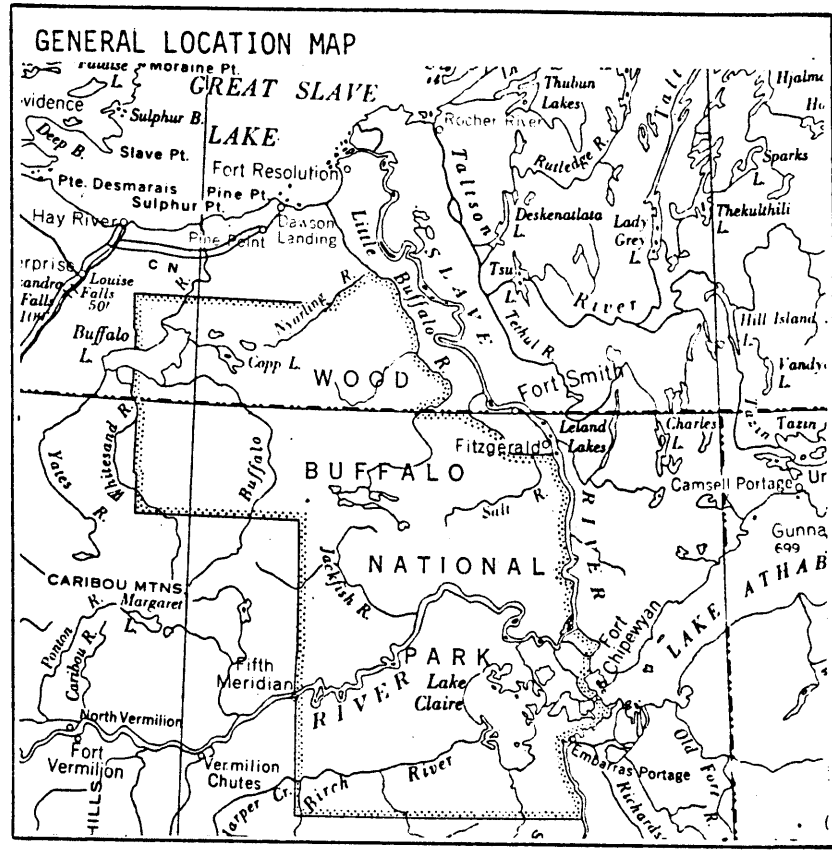 GENERAL LOCATION MAP
Moraine Pt.
L.
GREAT SLAVE
LAKE
Sulphur B.
Deep B.
Slave Pt.
Pte. Desmarais
Sulphur Pt.
Pine Pt.
Fort Resolution
Hay River
Pine Point
Dawson
Landing
C N
Louise
Falls
50'
Falls
R.
Buffalo
L.
Copp L.
Nyarling R.
Little Buffalo R.
SLAVE
RIVER
Rocher River
Taltson
River
Thubun
Lakes
Rutledge R.
Deskenatlata
L.
Lady
Grey
L.
Sparks
L.
Thekulthili
L.
Tsu
L.
Tethul R.
Hill Island
L.
L.
Tazin
Tazin
Fort Smith
Fitzgerald
Leland
Lakes
Charles
L.
Camsell Portage
Gunna
699
WOOD
BUFFALO
NATIONAL
PARK
Whitesand R.
Yates R.
Buffalo
Salt R.
Jackfish R.
CARIBOU MTNS
Margaret
L.
Ponton R.
Caribou R.
Fifth
Meridian
North Vermilion
Fort
Vermilion
Vermilion
Chutes
HILLS
RIVER
Lake
Claire
Birch River
Fort
Chipewyan
LAKE ATHAB
Embarras Portage
Old Fort R.
Richards